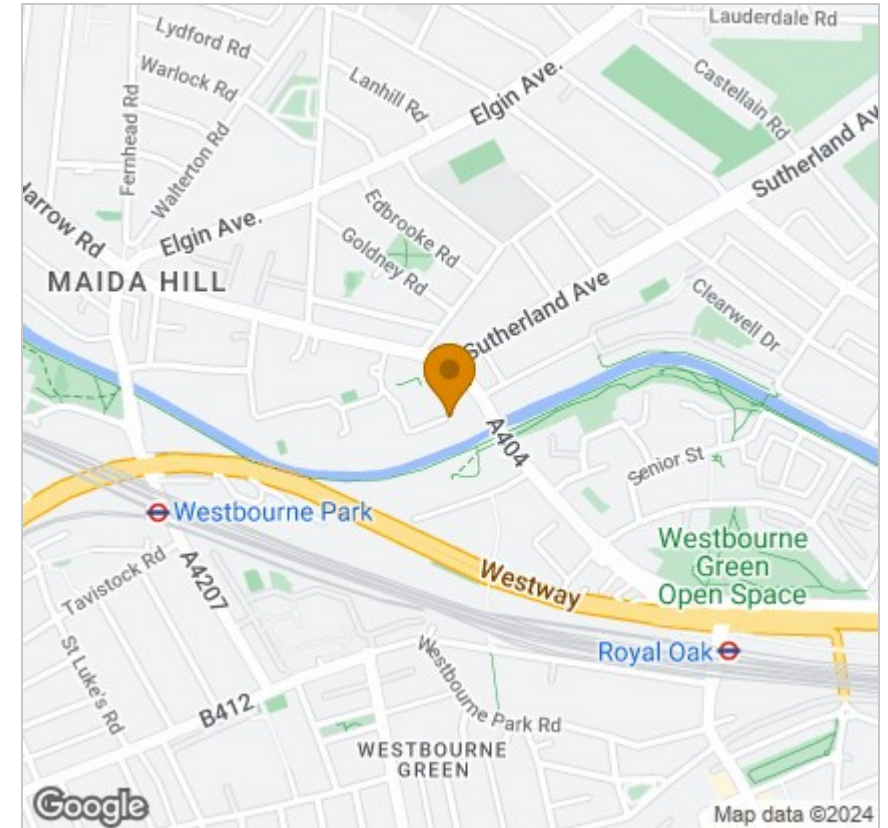 Lauderdale Rd
Lydford Rd
Warlock Rd
Lanhill Rd
Elgin Ave.
Castellain Rd
Fernhead Rd
Walterton Rd
Sutherland Av
Harrow Rd
Elgin Ave.
Edbrooke Rd
Goldney Rd
MAIDA HILL
Sutherland Ave
Clearwell Dr
A404
Senior St
Westbourne Park
Westbourne
Green
Open Space
Tavistock Rd
A4207
Westway
Royal Oak
St Luke's Rd
Westbourne Park Rd
B412
WESTBOURNE
GREEN
Google
Map data ©2024